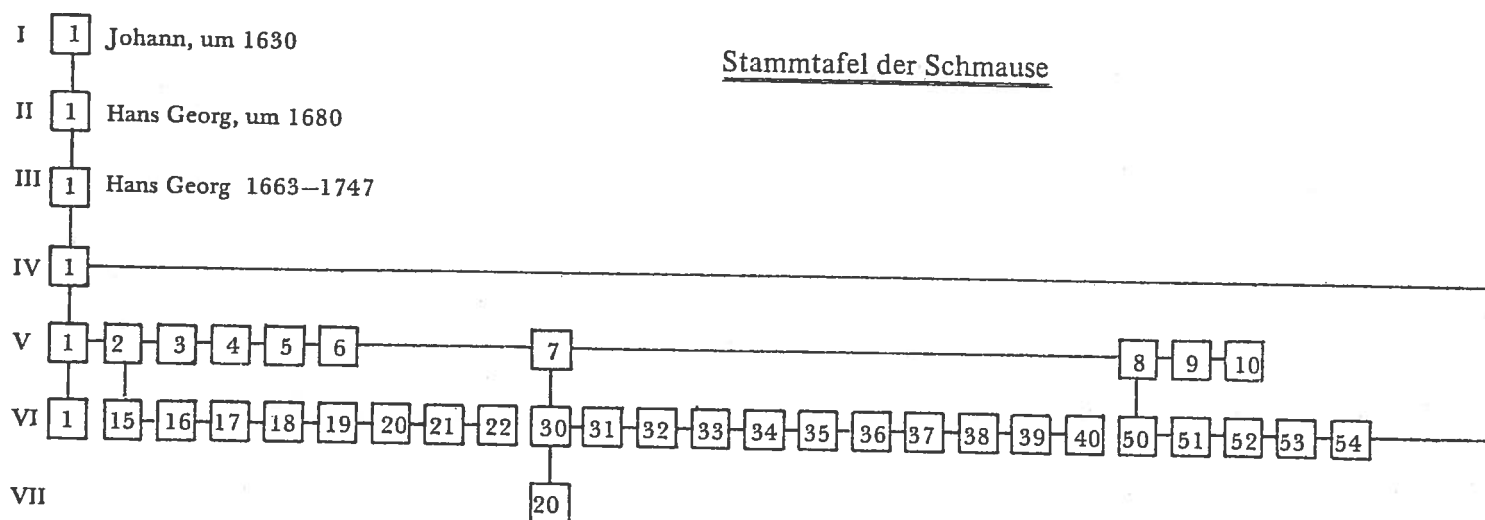 I 1 Johann, um 1630
Stammtafel der Schmause
II 1 Hans Georg, um 1680
III 1 Hans Georg 1663—1747
IV 1
V 1 2 3 4 5 6 7 8 9 10
VI 1 15 16 17 18 19 20 21 22 30 31 32 33 34 35 36 37 38 39 40 50 51 52 53 54
VII 20